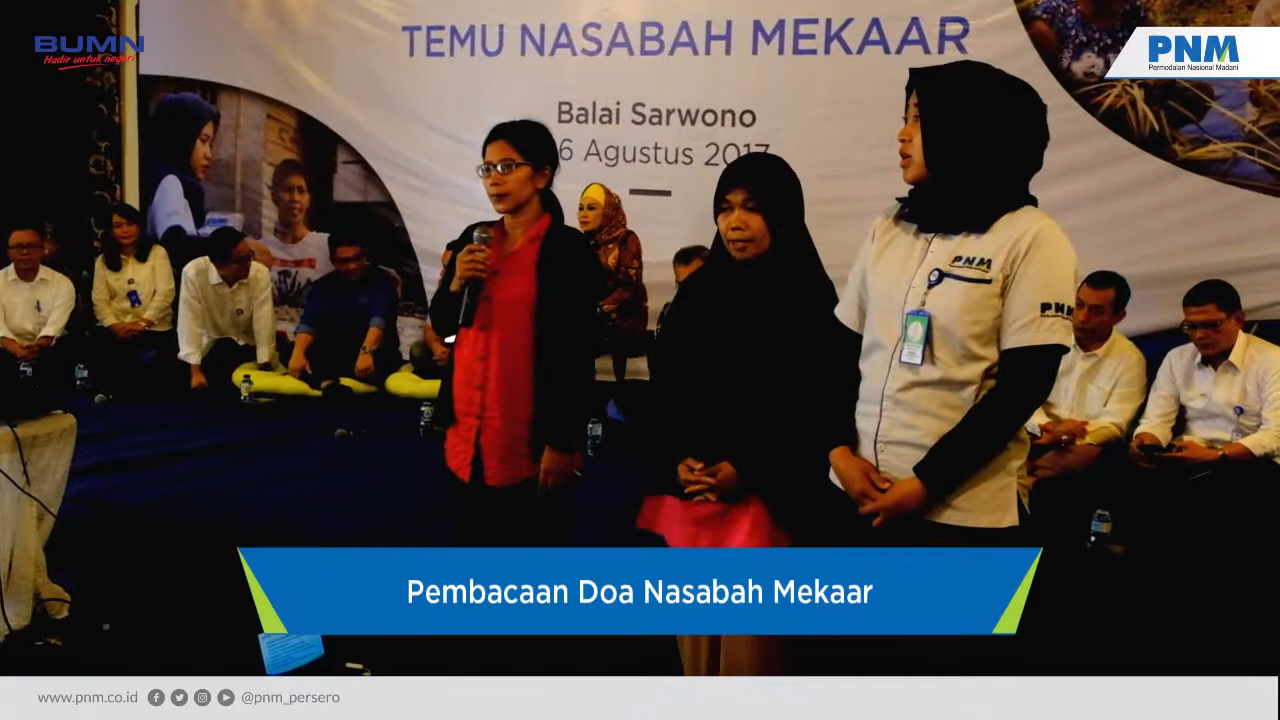 BUMN
Hadir untuk negeri
PNM
Permodalan Nasional Madani
TEMU NASABAH MEKAAR
Balai Sarwono
6 Agustus 2017
PNM
PNM
Pembacaan Doa Nasabah Mekaar
www.pnm.co.id @pnm_persero